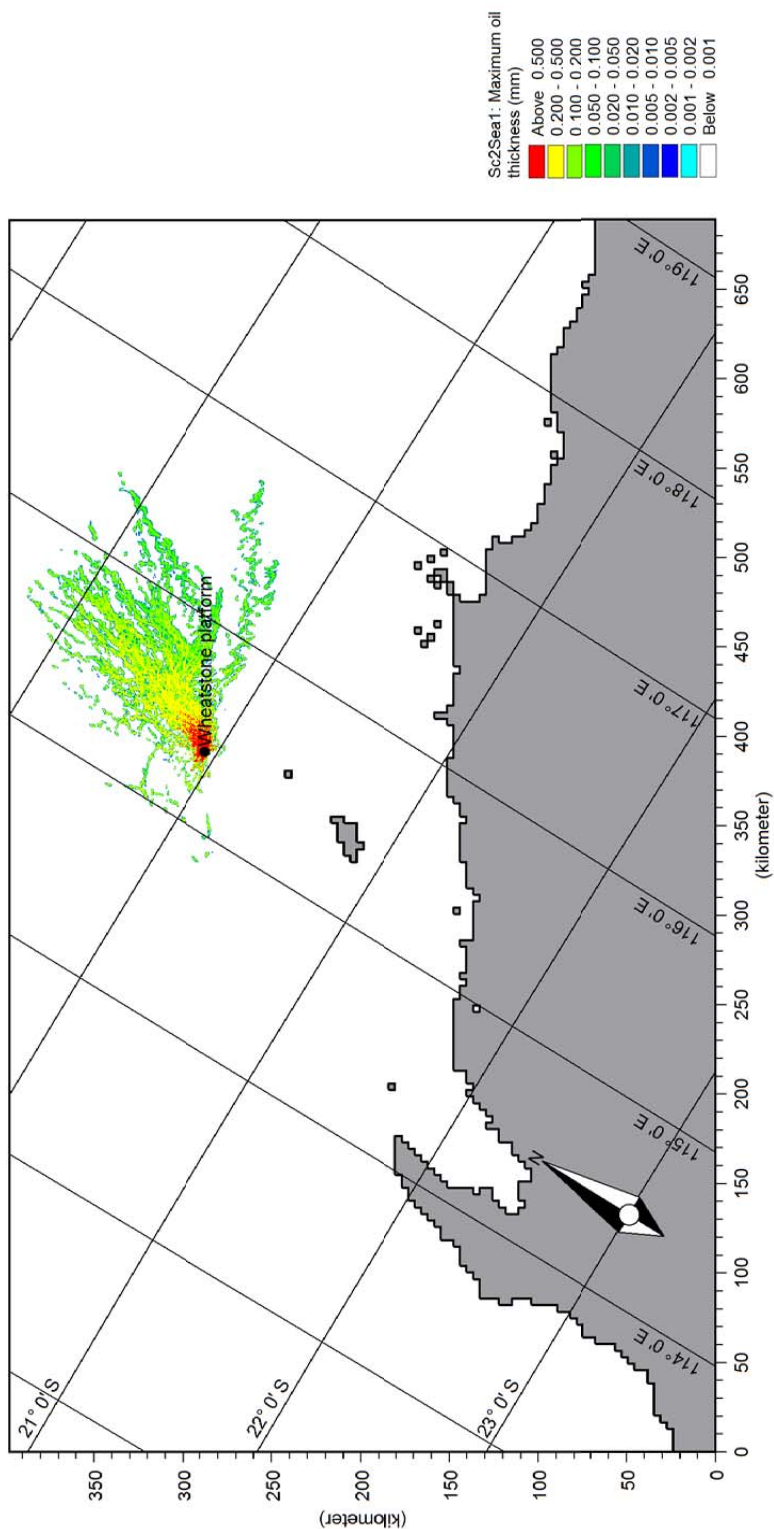 Sc2Sea1: Maximum oil
thickness (mm)
Above 0.500
0.200 - 0.500
0.100 - 0.200
0.050 - 0.100
0.020 - 0.050
0.010 - 0.020
0.005 - 0.010
0.002 - 0.005
0.001 - 0.002
Below 0.001
21° 0' S
22° 0' S
23° 0' S
Wheatstone platform
N
114° 0' E
115° 0' E
116° 0' E
117° 0' E
118° 0' E
119° 0' E
(kilometer)
350
300
250
200
150
100
50
0
0
50
100
150
200
250
300
350
400
450
500
550
600
650
(kilometer)